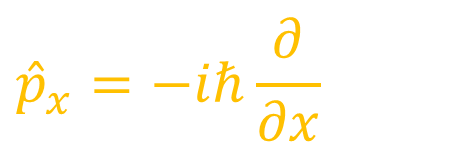 p̂ₓ = −iħ ∂/∂x